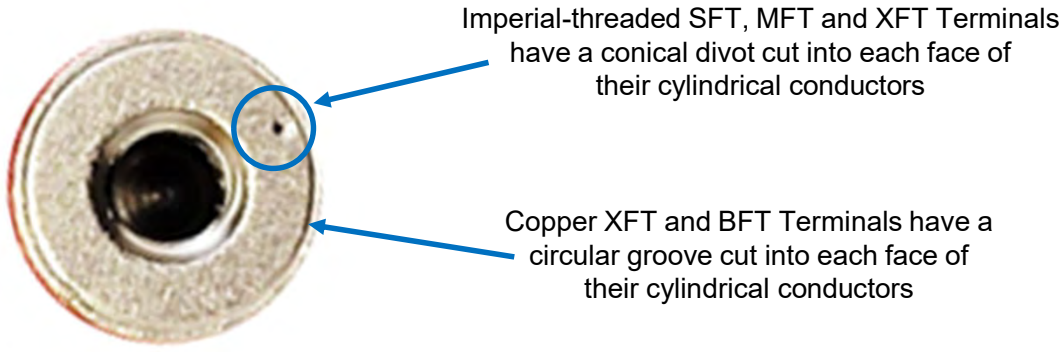 Imperial-threaded SFT, MFT and XFT Terminals
have a conical divot cut into each face of
their cylindrical conductors
Copper XFT and BFT Terminals have a
circular groove cut into each face of
their cylindrical conductors